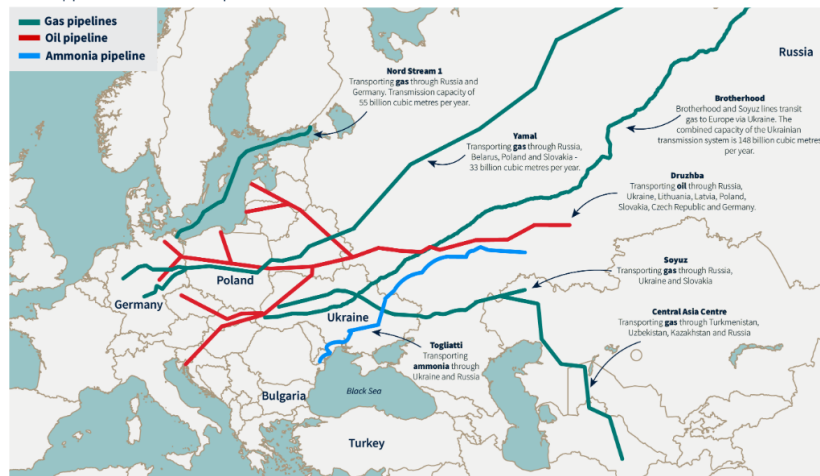 Gas pipelines
Oil pipeline
Ammonia pipeline
Russia
Nord Stream 1
Transporting gas through Russia and
Germany. Transmission capacity of
55 billion cubic metres per year.
Brotherhood
Brotherhood and Soyuz lines transit
gas to Europe via Ukraine. The
combined capacity of the Ukrainian
transmission system is 148 billion cubic metres
per year.
Yamal
Transporting gas through Russia,
Belarus, Poland and Slovakia -
33 billion cubic metres per year.
Druzhba
Transporting oil through Russia,
Ukraine, Lithuania, Latvia, Poland,
Slovakia, Czech Republic and Germany.
Soyuz
Transporting gas through Russia,
Ukraine and Slovakia
Poland
Germany
Ukraine
Central Asia Centre
Transporting gas through Turkmenistan,
Uzbekistan, Kazakhstan and Russia
Togliatti
Transporting
ammonia through
Ukraine and Russia
Black Sea
Bulgaria
Turkey